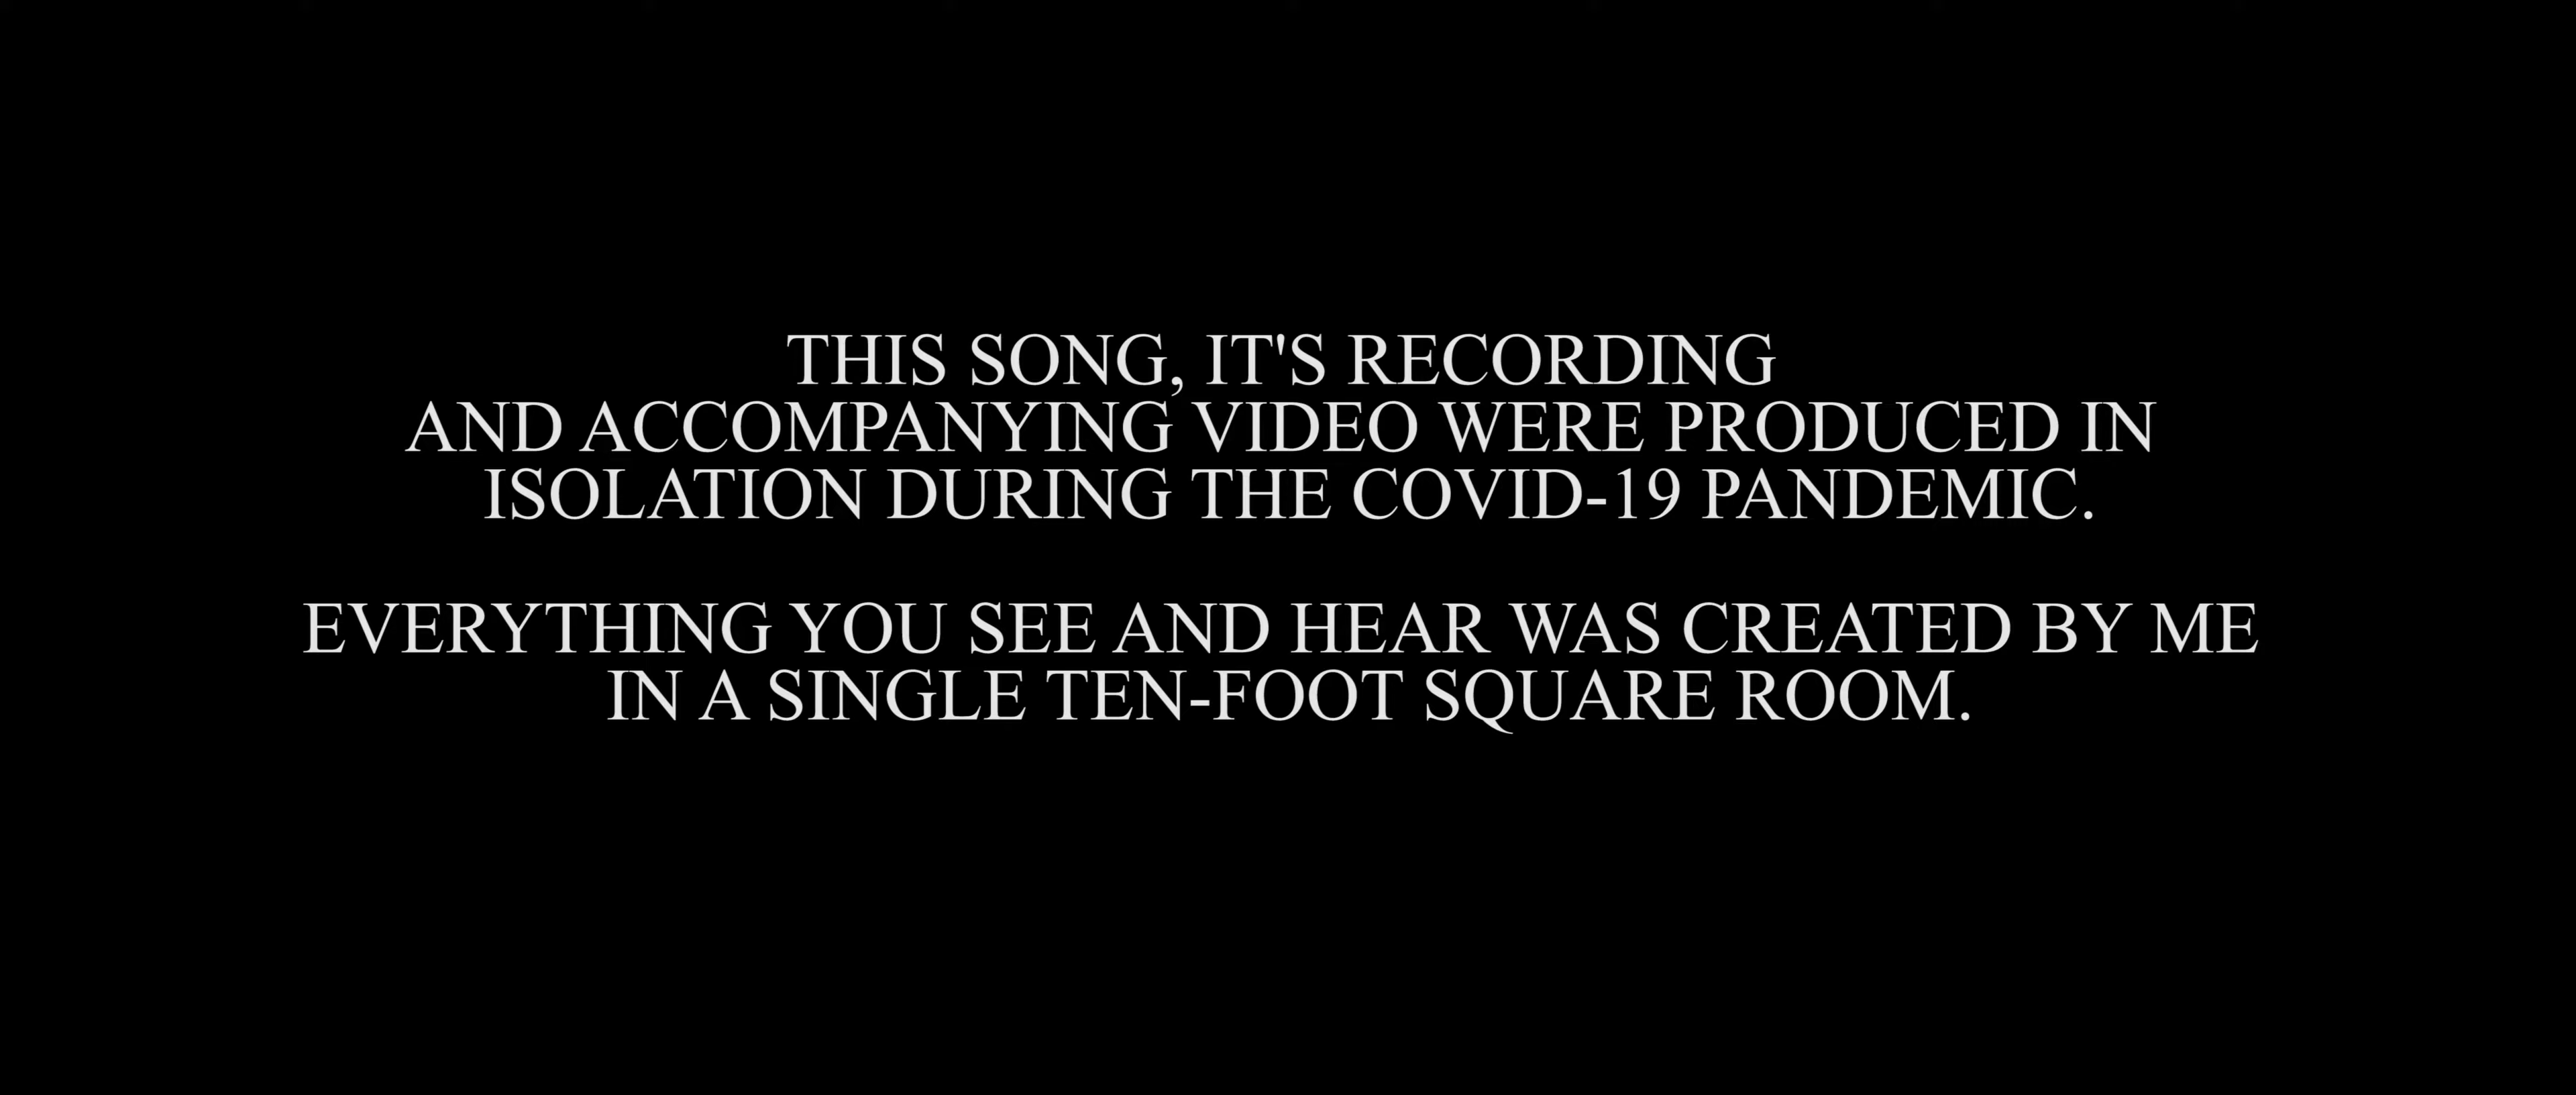 THIS SONG, IT'S RECORDING
AND ACCOMPANYING VIDEO WERE PRODUCED IN
ISOLATION DURING THE COVID-19 PANDEMIC.
EVERYTHING YOU SEE AND HEAR WAS CREATED BY ME
IN A SINGLE TEN-FOOT SQUARE ROOM.